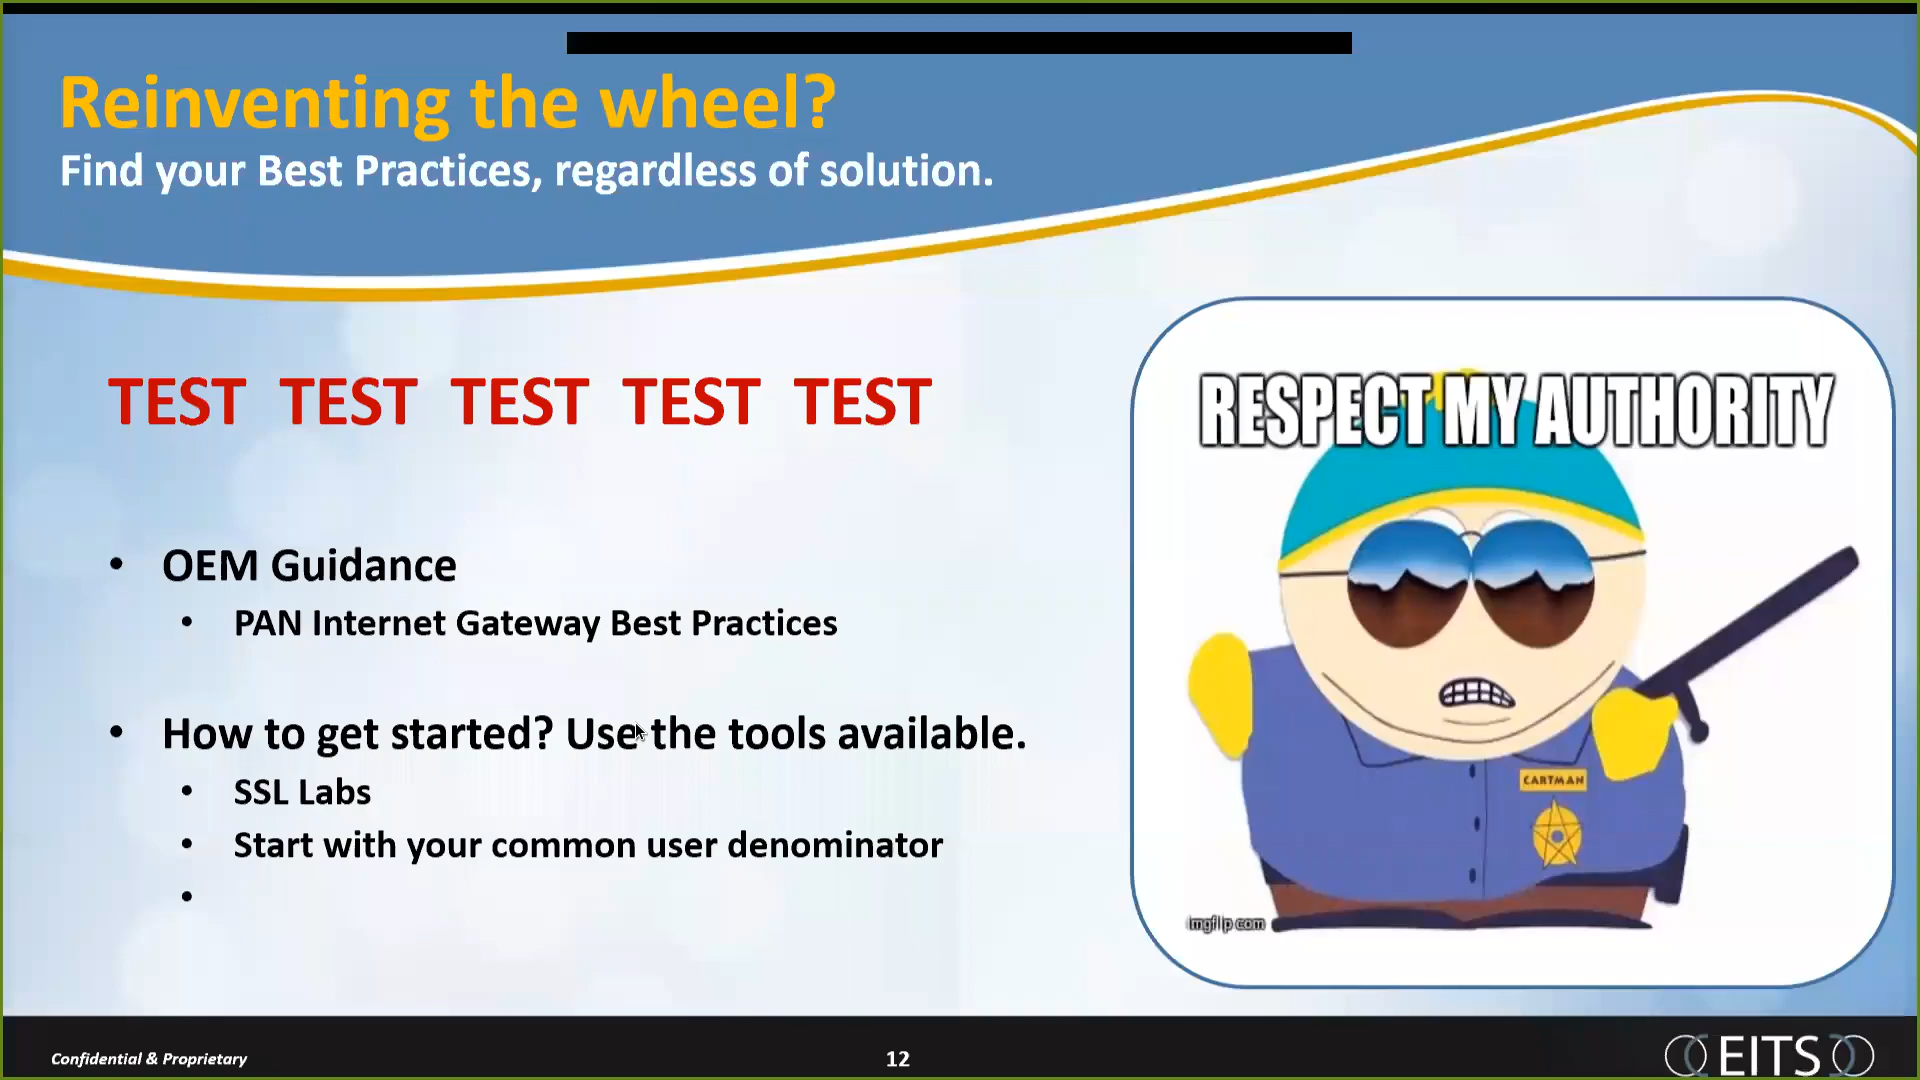 Reinventing the wheel?
Find your Best Practices, regardless of solution.
TEST TEST TEST TEST TEST
• OEM Guidance
• PAN Internet Gateway Best Practices
• How to get started? Use the tools available.
• SSL Labs
• Start with your common user denominator
•
RESPECT MY AUTHORITY
CARTMAN
imgflip.com
Confidential & Proprietary
12
EITS